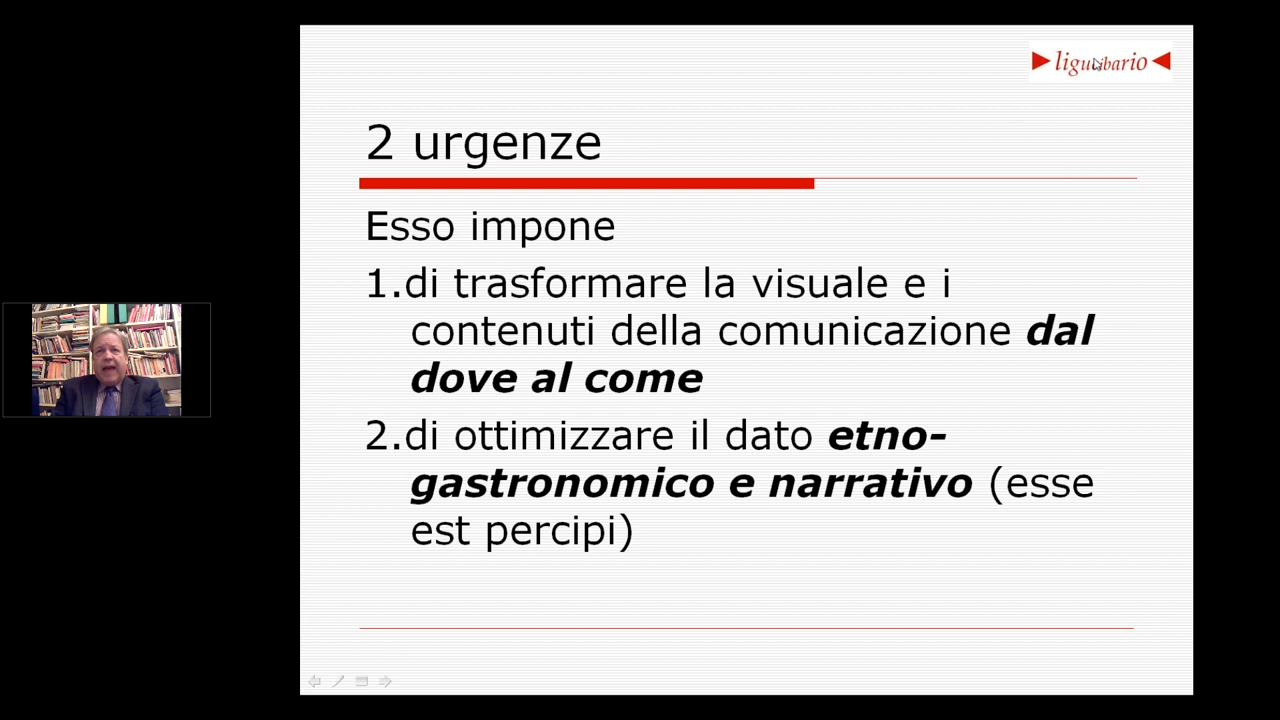 ligucibario
2 urgenze
Esso impone
1.di trasformare la visuale e i
contenuti della comunicazione dal
dove al come
2.di ottimizzare il dato etno-
gastronomico e narrativo (esse
est percipi)